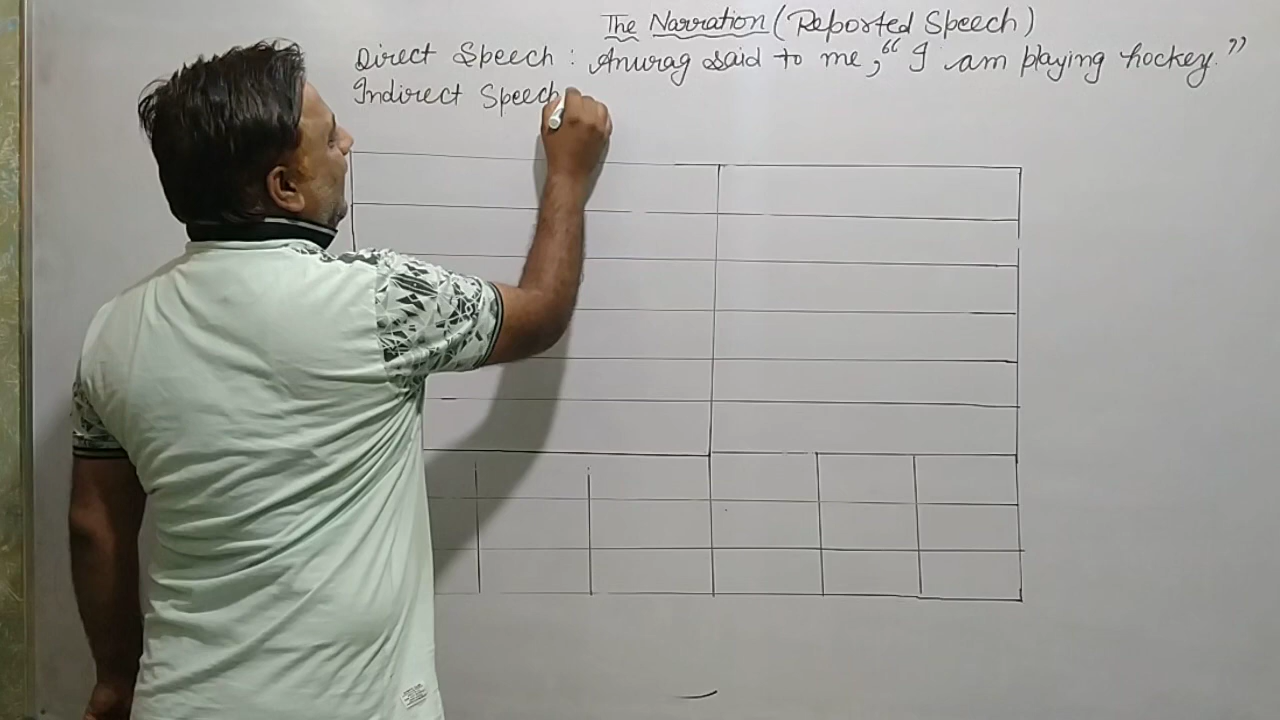 The Narration (Reported Speech)
Direct Speech : Anurag said to me, “I am playing hockey.”
Indirect Speech